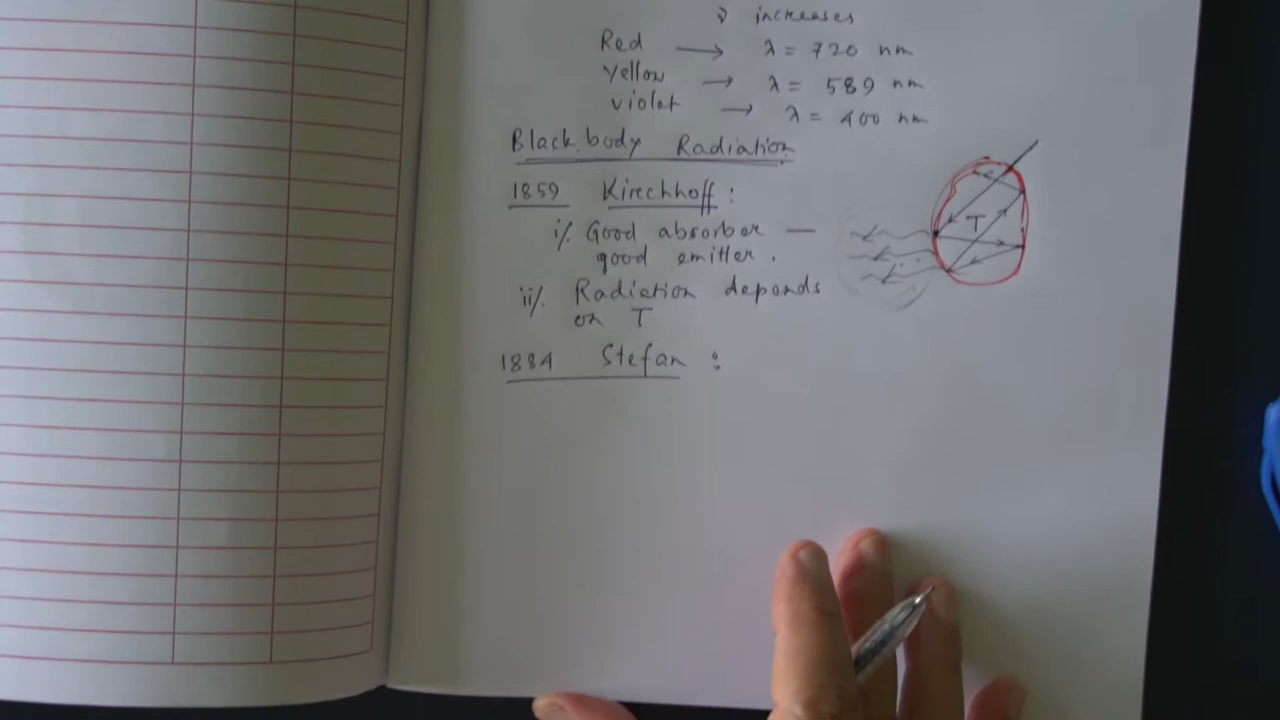 ν increases
Red → λ = 720 nm
Yellow → λ = 589 nm
violet → λ = 400 nm
Black body Radiation
1859 Kirechhoff :
i/. Good absorber —
good emitter .
ii/. Radiation depends
on T
1884 Stefan :
T